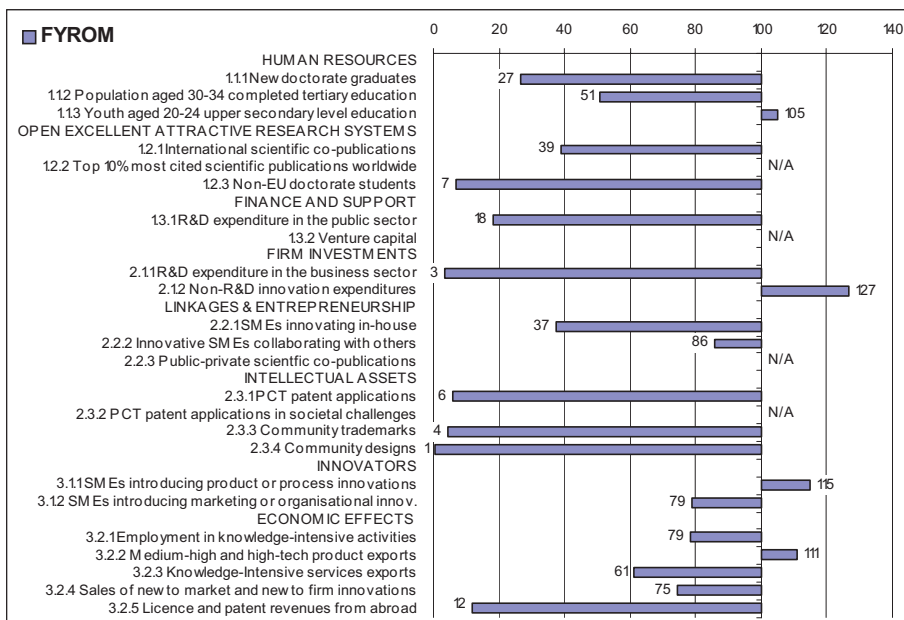 FYROM
0 20 40 60 80 100 120 140
HUMAN RESOURCES
1.1.1 New doctorate graduates 27
1.1.2 Population aged 30-34 completed tertiary education 51
1.1.3 Youth aged 20-24 upper secondary level education 105
OPEN EXCELLENT ATTRACTIVE RESEARCH SYSTEMS
1.2.1 International scientific co-publications 39
1.2.2 Top 10% most cited scientific publications worldwide N/A
1.2.3 Non-EU doctorate students 7
FINANCE AND SUPPORT
1.3.1 R&D expenditure in the public sector 18
1.3.2 Venture capital N/A
FIRM INVESTMENTS
2.1.1 R&D expenditure in the business sector 3
2.1.2 Non-R&D innovation expenditures 127
LINKAGES & ENTREPRENEURSHIP
2.2.1 SMEs innovating in-house 37
2.2.2 Innovative SMEs collaborating with others 86
2.2.3 Public-private scientfic co-publications N/A
INTELLECTUAL ASSETS
2.3.1 PCT patent applications 6
2.3.2 PCT patent applications in societal challenges N/A
2.3.3 Community trademarks 4
2.3.4 Community designs 1
INNOVATORS
3.1.1 SMEs introducing product or process innovations 115
3.1.2 SMEs introducing marketing or organisational innov. 79
ECONOMIC EFFECTS
3.2.1 Employment in knowledge-intensive activities 79
3.2.2 Medium-high and high-tech product exports 111
3.2.3 Knowledge-Intensive services exports 61
3.2.4 Sales of new to market and new to firm innovations 75
3.2.5 Licence and patent revenues from abroad 12